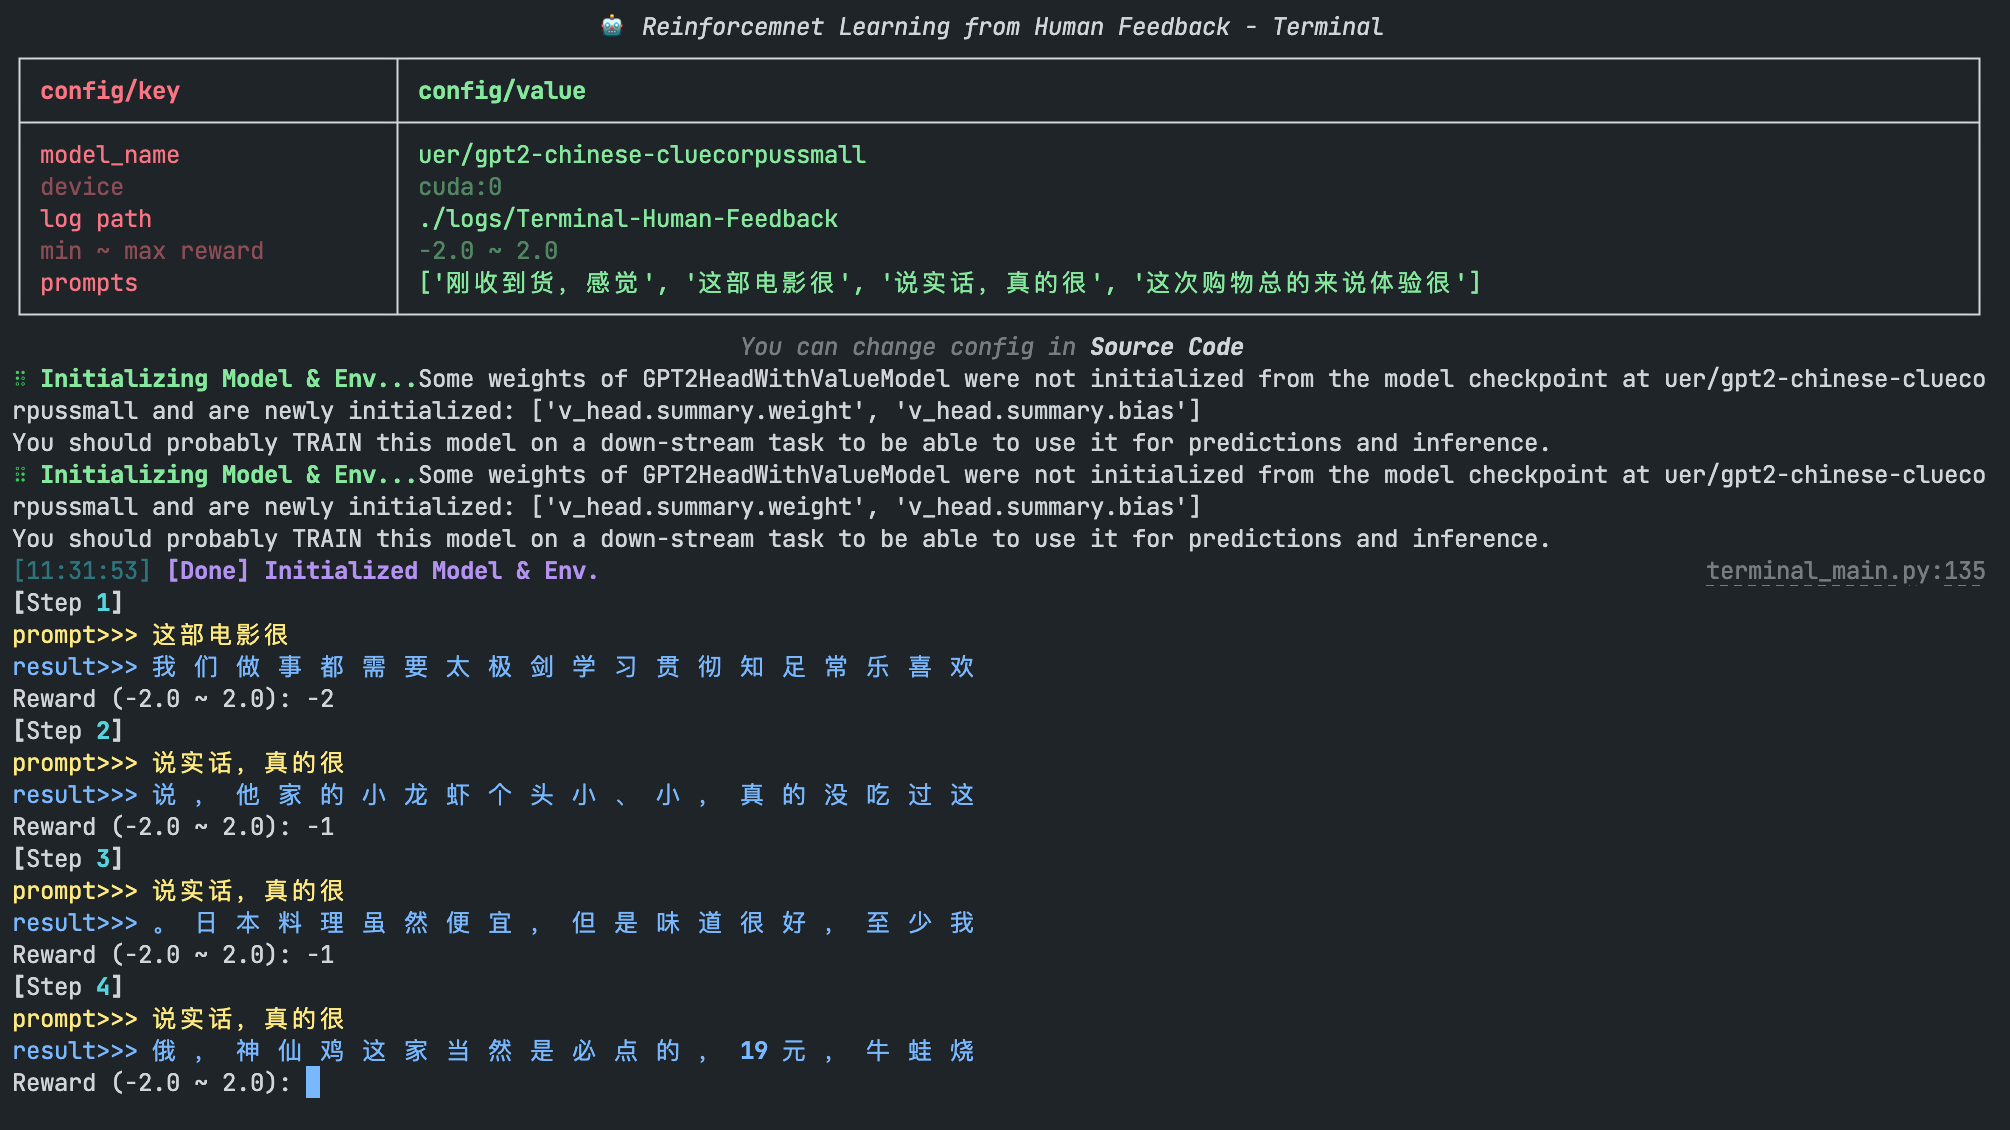 🤖 Reinforcemnet Learning from Human Feedback - Terminal
config/key config/value
model_name uer/gpt2-chinese-cluecorpussmall
device cuda:0
log path ./logs/Terminal-Human-Feedback
min ~ max reward -2.0 ~ 2.0
prompts ['刚收到货，感觉', '这部电影很', '说实话，真的很', '这次购物总的来说体验很']
You can change config in Source Code
⠿ Initializing Model & Env...Some weights of GPT2HeadWithValueModel were not initialized from the model checkpoint at uer/gpt2-chinese-clueco
rpussmall and are newly initialized: ['v_head.summary.weight', 'v_head.summary.bias']
You should probably TRAIN this model on a down-stream task to be able to use it for predictions and inference.
⠿ Initializing Model & Env...Some weights of GPT2HeadWithValueModel were not initialized from the model checkpoint at uer/gpt2-chinese-clueco
rpussmall and are newly initialized: ['v_head.summary.weight', 'v_head.summary.bias']
You should probably TRAIN this model on a down-stream task to be able to use it for predictions and inference.
[11:31:53] [Done] Initialized Model & Env. terminal_main.py:135
[Step 1]
prompt>>> 这部电影很
result>>> 我 们 做 事 都 需 要 太 极 剑 学 习 贯 彻 知 足 常 乐 喜 欢
Reward (-2.0 ~ 2.0): -2
[Step 2]
prompt>>> 说实话，真的很
result>>> 说 ， 他 家 的 小 龙 虾 个 头 小 、 小 ， 真 的 没 吃 过 这
Reward (-2.0 ~ 2.0): -1
[Step 3]
prompt>>> 说实话，真的很
result>>> 。 日 本 料 理 虽 然 便 宜 ， 但 是 味 道 很 好 ， 至 少 我
Reward (-2.0 ~ 2.0): -1
[Step 4]
prompt>>> 说实话，真的很
result>>> 俄 ， 神 仙 鸡 这 家 当 然 是 必 点 的 ， 19 元 ， 牛 蛙 烧
Reward (-2.0 ~ 2.0):